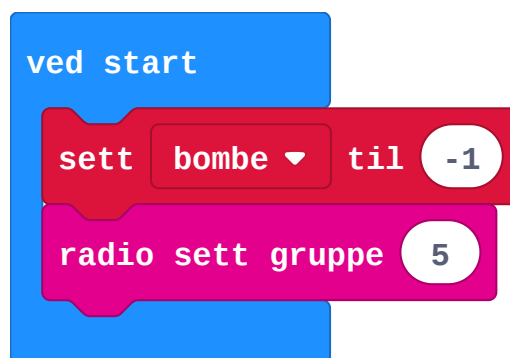 ved start
sett bombe til -1
radio sett gruppe 5